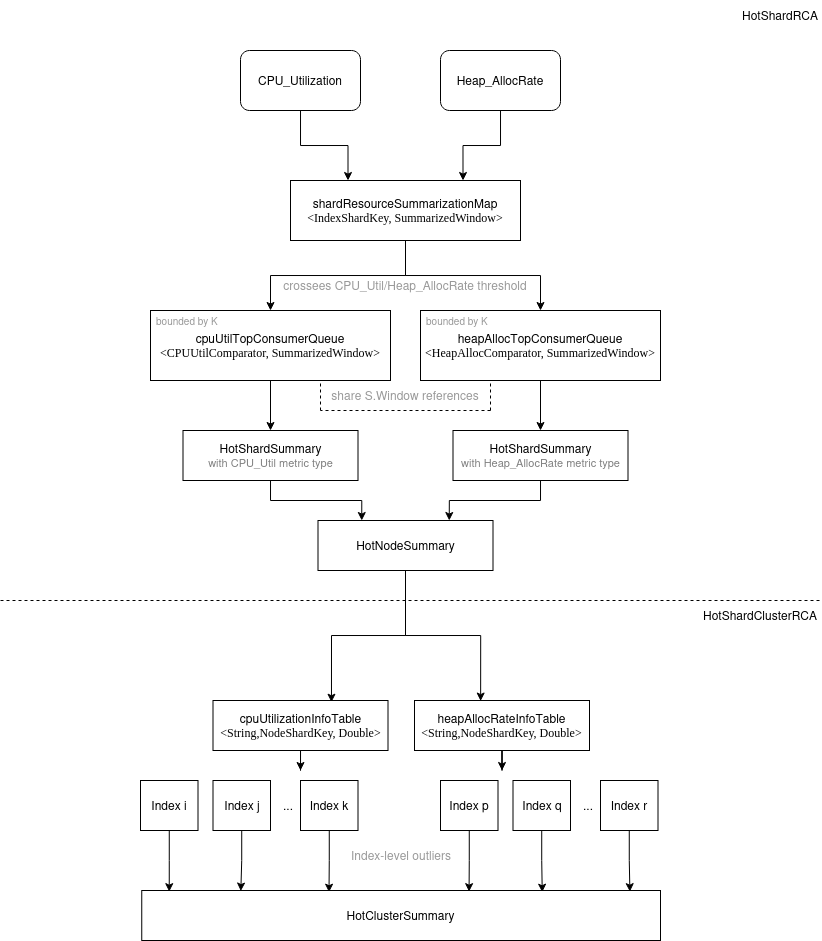 HotShardRCA
CPU_Utilization
Heap_AllocRate
shardResourceSummarizationMap
<IndexShardKey, SummarizedWindow>
crossees CPU_Util/Heap_AllocRate threshold
bounded by K
cpuUtilTopConsumerQueue
<CPUUtilComparator, SummarizedWindow>
bounded by K
heapAllocTopConsumerQueue
<HeapAllocComparator, SummarizedWindow>
share S.Window references
HotShardSummary
with CPU_Util metric type
HotShardSummary
with Heap_AllocRate metric type
HotNodeSummary
HotShardClusterRCA
cpuUtilizationInfoTable
<String,NodeShardKey, Double>
heapAllocRateInfoTable
<String,NodeShardKey, Double>
Index i
Index j
...
Index k
Index p
Index q
...
Index r
Index-level outliers
HotClusterSummary